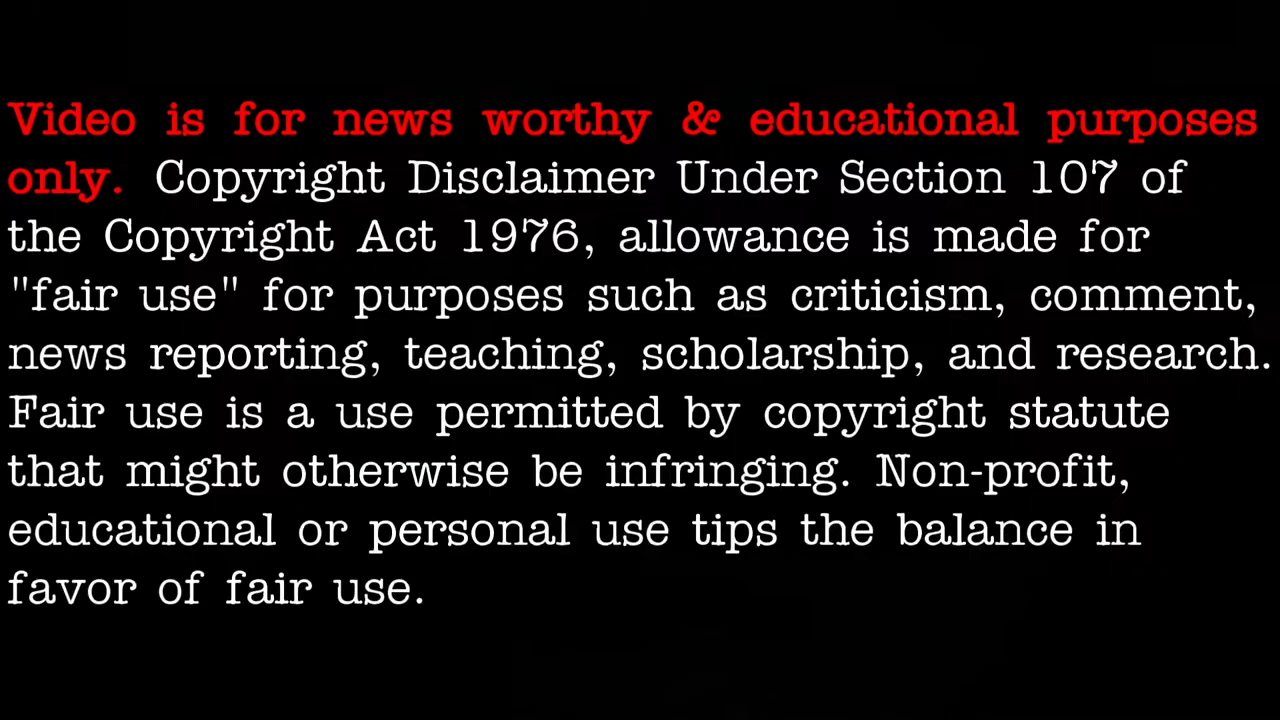 Video is for news worthy & educational purposes
only. Copyright Disclaimer Under Section 107 of
the Copyright Act 1976, allowance is made for
"fair use" for purposes such as criticism, comment,
news reporting, teaching, scholarship, and research.
Fair use is a use permitted by copyright statute
that might otherwise be infringing. Non-profit,
educational or personal use tips the balance in
favor of fair use.